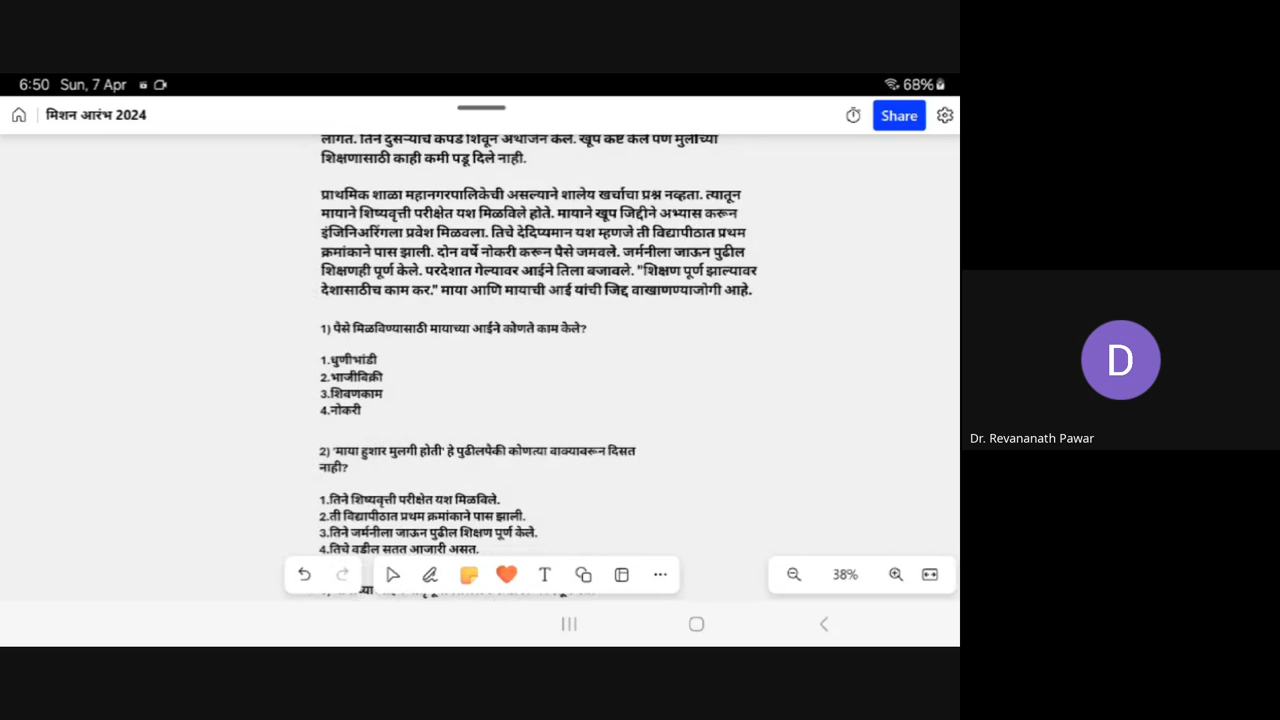 6:50 Sun, 7 Apr
68%
मिशन आरंभ 2024
Share
लागत. तिने दुसऱ्यांचे कपडे शिवून अर्थार्जन केले. खूप कष्ट केले पण मुलींच्या
शिक्षणासाठी काही कमी पडू दिले नाही.
प्राथमिक शाळा महानगरपालिकेची असल्याने शालेय खर्चाचा प्रश्न नव्हता. त्यातून
मायाने शिष्यवृत्ती परीक्षेत यश मिळविले होते. मायाने खूप जिद्दीने अभ्यास करून
इंजिनिअरिंगला प्रवेश मिळवला. तिचे देदिप्यमान यश म्हणजे ती विद्यापीठात प्रथम
क्रमांकाने पास झाली. दोन वर्षे नोकरी करून पैसे जमवले. जर्मनीला जाऊन पुढील
शिक्षणही पूर्ण केले. परदेशात गेल्यावर आईने तिला बजावले. "शिक्षण पूर्ण झाल्यावर
देशासाठीच काम कर." माया आणि मायाची आई यांची जिद्द वाखाणण्याजोगी आहे.
1) पैसे मिळविण्यासाठी मायाच्या आईने कोणते काम केले?
1.धुणीभांडी
2.भाजीविक्री
3.शिवणकाम
4.नोकरी
2) 'माया हुशार मुलगी होती' हे पुढीलपैकी कोणत्या वाक्यावरून दिसत
नाही?
1.तिने शिष्यवृत्ती परीक्षेत यश मिळविले.
2.ती विद्यापीठात प्रथम क्रमांकाने पास झाली.
3.तिने जर्मनीला जाऊन पुढील शिक्षण पूर्ण केले.
4.तिचे वडील सतत आजारी असत.
38%
D
Dr. Revananath Pawar